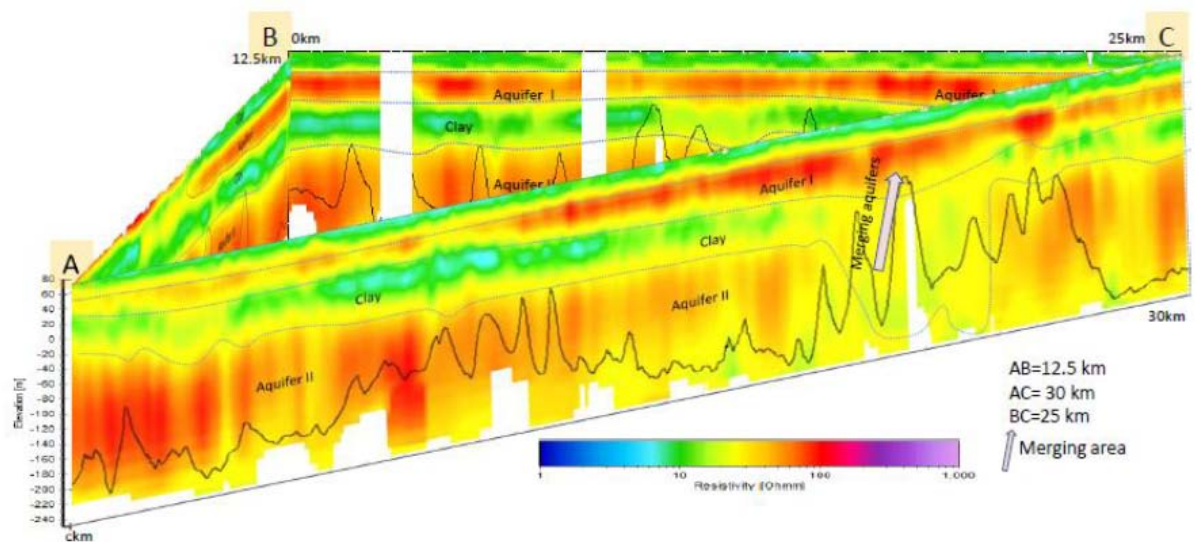 B
0km
25km
C
12.5km
Aquifer I
Aquifer I
Clay
Aquifer II
Aquifer I
Merging aquifers
Clay
A
80
60
40
20
0
-20
-40
-60
-80
-100
-120
-140
-160
-180
-200
-220
-240
Elevation [m]
Clay
Aquifer II
Aquifer II
30km
AB=12.5 km
AC= 30 km
BC=25 km
Merging area
1
10
100
1.000
Resistivity [Ohmm]
ckm